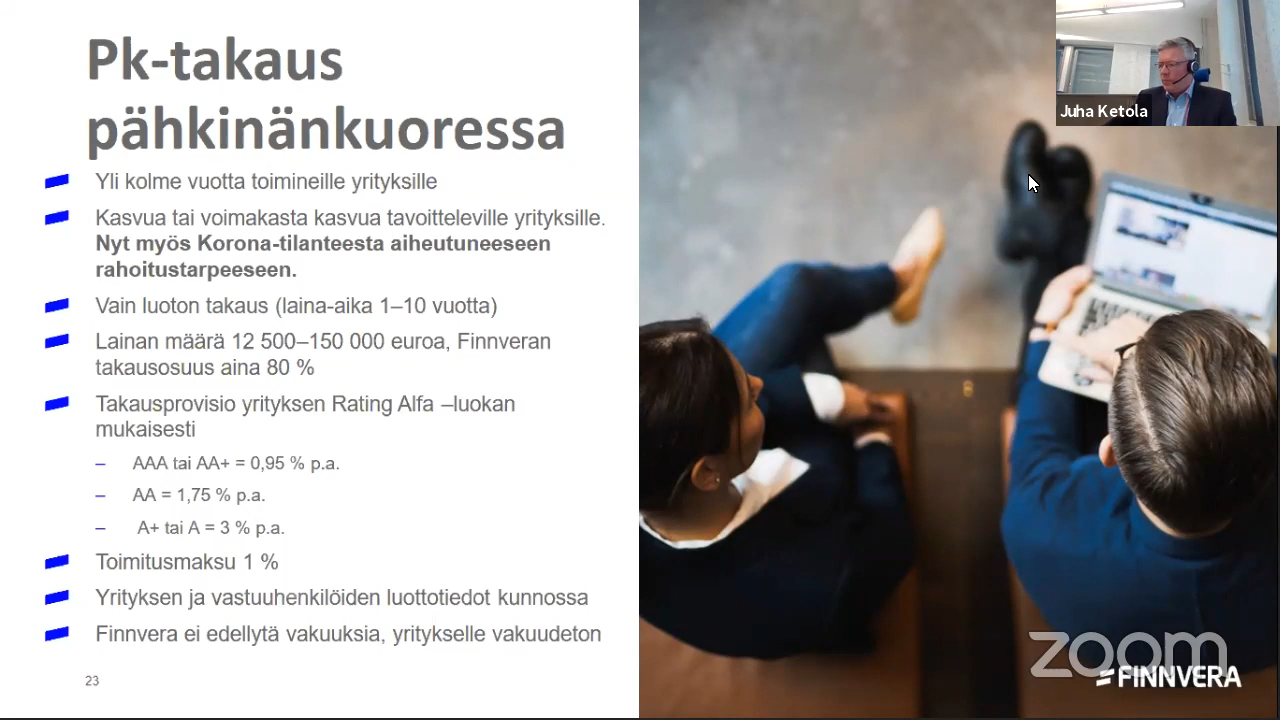 Pk-takaus
pähkinänkuoressa
Yli kolme vuotta toimineille yrityksille
Kasvua tai voimakasta kasvua tavoitteleville yrityksille.
Nyt myös Korona-tilanteesta aiheutuneeseen
rahoitustarpeeseen.
Vain luoton takaus (laina-aika 1–10 vuotta)
Lainan määrä 12 500–150 000 euroa, Finnveran
takausosuus aina 80 %
Takausprovisio yrityksen Rating Alfa –luokan
mukaisesti
– AAA tai AA+ = 0,95 % p.a.
– AA = 1,75 % p.a.
– A+ tai A = 3 % p.a.
Toimitusmaksu 1 %
Yrityksen ja vastuuhenkilöiden luottotiedot kunnossa
Finnvera ei edellytä vakuuksia, yritykselle vakuudeton
23
Juha Ketola
zoom
FINNVERA